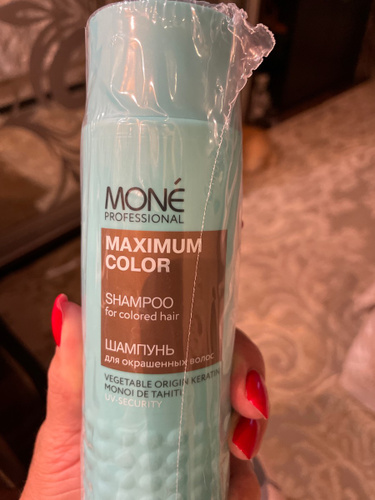 MONÉ
PROFESSIONAL
MAXIMUM
COLOR
SHAMPOO
for colored hair
ШАМПУНЬ
для окрашенных волос
VEGETABLE ORIGIN KERATIN
MONOI DE TAHITI
UV-SECURITY